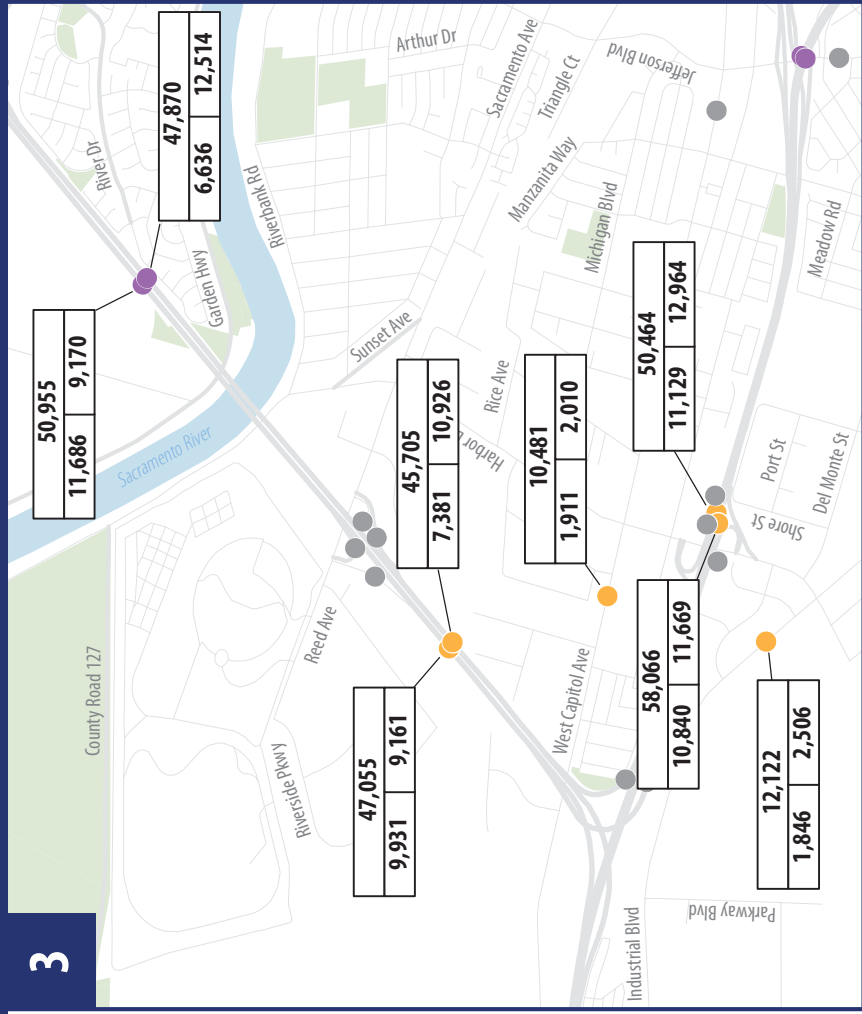 3
County Road 127
Sacramento River
50,955
11,686 9,170
River Dr
47,870
6,636 12,514
Garden Hwy
Riverbank Rd
Arthur Dr
Sacramento Ave
Triangle Ct
Jefferson Blvd
Manzanita Way
Michigan Blvd
Sunset Ave
Rice Ave
Harbor
Reed Ave
Riverside Pkwy
45,705
7,381 10,926
47,055
9,931 9,161
10,481
1,911 2,010
West Capitol Ave
50,464
11,129 12,964
58,066
10,840 11,669
Meadow Rd
Port St
Del Monte St
Shore St
12,122
1,846 2,506
Industrial Blvd
Parkway Blvd